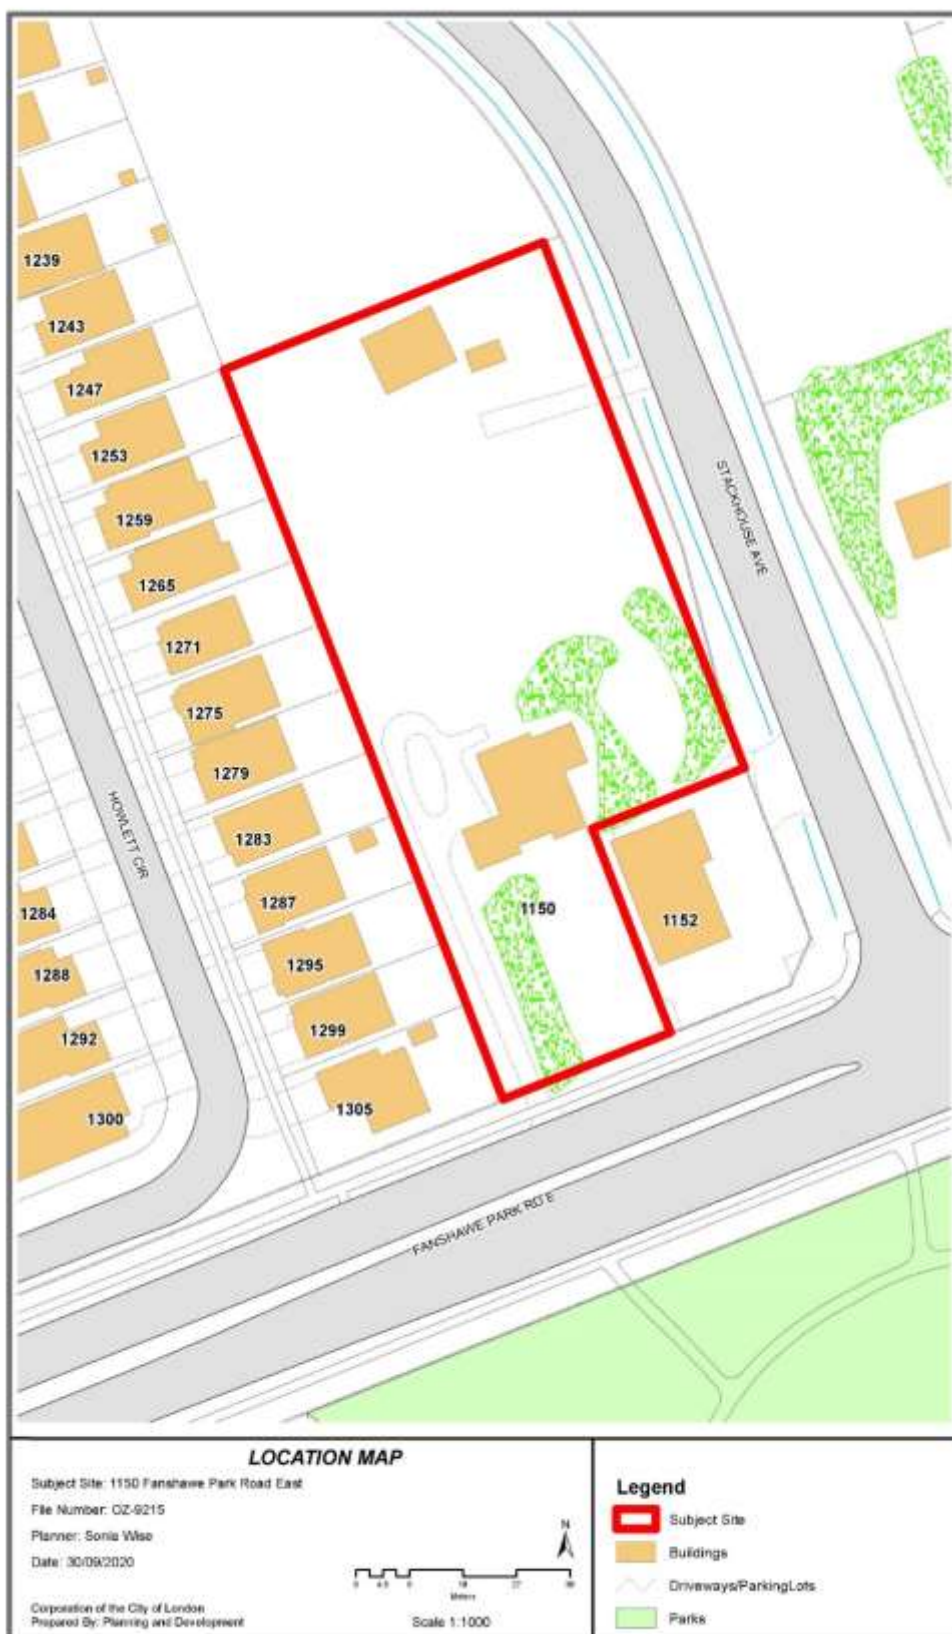 1239
1243
1247
1253
1259
1265
1271
1275
1279
1283
1287
1295
1299
1305
1284
1288
1292
1300
1150
1152
STACKHOUSE AVE
HOWLETT CIR
FANSHAWE PARK RD E
LOCATION MAP
Subject Site: 1150 Fanshawe Park Road East
File Number: OZ-9215
Planner: Sonia Wise
Date: 30/09/2020
Corporation of the City of London
Prepared By: Planning and Development
N
Meters
Scale 1:1000
Legend
Subject Site
Buildings
Driveways/ParkingLots
Parks